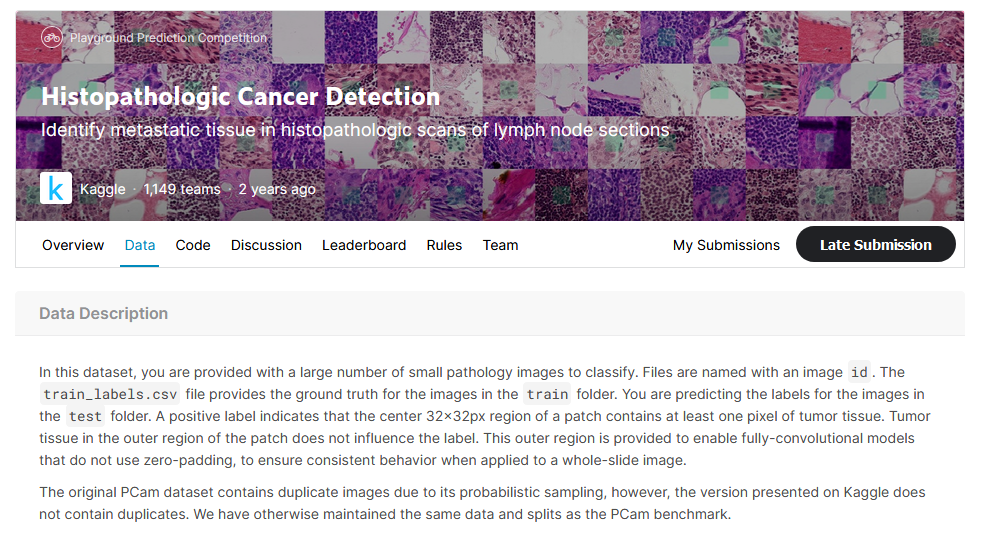 Playground Prediction Competition
Histopathologic Cancer Detection
Identify metastatic tissue in histopathologic scans of lymph node sections
k Kaggle · 1,149 teams · 2 years ago
Overview Data Code Discussion Leaderboard Rules Team My Submissions Late Submission
Data Description
In this dataset, you are provided with a large number of small pathology images to classify. Files are named with an image id. The
train_labels.csv file provides the ground truth for the images in the train folder. You are predicting the labels for the images in
the test folder. A positive label indicates that the center 32×32px region of a patch contains at least one pixel of tumor tissue. Tumor
tissue in the outer region of the patch does not influence the label. This outer region is provided to enable fully-convolutional models
that do not use zero-padding, to ensure consistent behavior when applied to a whole-slide image.
The original PCam dataset contains duplicate images due to its probabilistic sampling, however, the version presented on Kaggle does
not contain duplicates. We have otherwise maintained the same data and splits as the PCam benchmark.